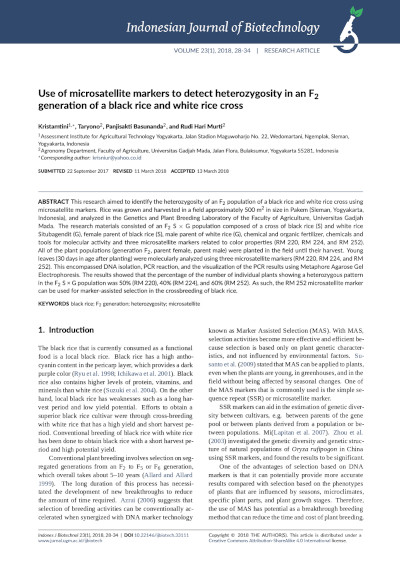 Indonesian Journal of Biotechnology
VOLUME 23(1), 2018, 28-34 | RESEARCH ARTICLE
Use of microsatellite markers to detect heterozygosity in an F2
generation of a black rice and white rice cross
Kristamtini1,*, Taryono2, Panjisakti Basunanda2, and Rudi Hari Murti2
1Assessment Institute for Agricultural Technology Yogyakarta, Jalan Stadion Maguwoharjo No. 22, Wedomartani, Ngemplak, Sleman,
Yogyakarta, Indonesia
2Agronomy Department, Faculty of Agriculture, Universitas Gadjah Mada, Jalan Flora, Bulaksumur, Yogyakarta 55281, Indonesia
*Corresponding author: krisniur@yahoo.co.id
SUBMITTED 22 September 2017 REVISED 11 March 2018 ACCEPTED 13 March 2018
ABSTRACT This research aimed to identify the heterozygosity of an F2 population of a black rice and white rice cross using
microsatellite markers. Rice was grown and harvested in a field approximately 500 m2 in size in Pakem (Sleman, Yogyakarta,
Indonesia), and analyzed in the Genetics and Plant Breeding Laboratory of the Faculty of Agriculture, Universitas Gadjah
Mada. The research materials consisted of an F2 S × G population composed of a cross of black rice (S) and white rice
Situbagendit (G), female parent of black rice (S), male parent of white rice (G), chemical and organic fertilizer, chemicals and
tools for molecular activity and three microsatellite markers related to color properties (RM 220, RM 224, and RM 252).
All of the plant populations (generation F2, parent female, parent male) were planted in the field until their harvest. Young
leaves (30 days in age after planting) were molecularly analyzed using three microsatellite markers (RM 220, RM 224, and RM
252). This encompassed DNA isolation, PCR reaction, and the visualization of the PCR results using Metaphore Agarose Gel
Electrophoresis. The results showed that the percentage of the number of individual plants showing a heterozygous pattern
in the F2 S × G population was 50% (RM 220), 40% (RM 224), and 60% (RM 252). As such, the RM 252 microsatellite marker
can be used for marker-assisted selection in the crossbreeding of black rice.
KEYWORDS black rice; F2 generation; heterozygosity; microsatellite
1. Introduction
The black rice that is currently consumed as a functional
food is a local black rice. Black rice has a high anthocyanin
content in the pericarp layer, which provides a dark
purple color (Ryu et al. 1998; Ichikawa et al. 2001). Black
rice also contains higher levels of protein, vitamins, and
minerals than white rice (Suzuki et al. 2004). On the other
hand, local black rice has weaknesses such as a long harvest
period and low yield potential. Efforts to obtain a
superior black rice cultivar were through cross-breeding
with white rice that has a high yield and short harvest period.
Conventional breeding of black rice with white rice
has been done to obtain black rice with a short harvest period
and high yield potential.
Conventional plant breeding involves selection on segregated
generations from an F2 to F5 or F6 generation,
which overall takes about 5–10 years (Allard and Allard
1999). The long duration of this process has necessitated
the development of new breakthroughs to reduce
the amount of time required. Azrai (2006) suggests that
selection of breeding activities can be conventionally accelerated
when synergized with DNA marker technology
known as Marker Assisted Selection (MAS). With MAS,
selection activities become more effective and efficient because
selection is based only on plant genetic characteristics,
and not influenced by environmental factors. Susanto
et al. (2009) stated that MAS can be applied to plants,
even when the plants are young, in greenhouses, and in the
field without being affected by seasonal changes. One of
the MAS markers that is commonly used is the simple sequence
repeat (SSR) or microsatellite marker.
SSR markers can aid in the estimation of genetic diversity
between cultivars, e.g. between parents of the gene
pool or between plants derived from a population or between
populations. Mi(Lapitan et al. 2007). Zhou et al.
(2003) investigated the genetic diversity and genetic structure
of natural populations of Oryza rufipogon in China
using SSR markers, and found the results to be significant.
One of the advantages of selection based on DNA
markers is that it can potentially provide more accurate
results compared with selection based on the phenotypes
of plants that are influenced by seasons, microclimates,
specific plant parts, and plant growth stages. Therefore,
the use of MAS has potential as a breakthrough breeding
method that can reduce the time and cost of plant breeding.
Indones J Biotechnol 23(1), 2018, 28-34 | DOI 10.22146/ijbiotech.33111
www.jurnal.ugm.ac.id/ijbiotech
Copyright © 2018 THE AUTHOR(S). This article is distributed under a
Creative Commons Attribution-ShareAlike 4.0 International license.